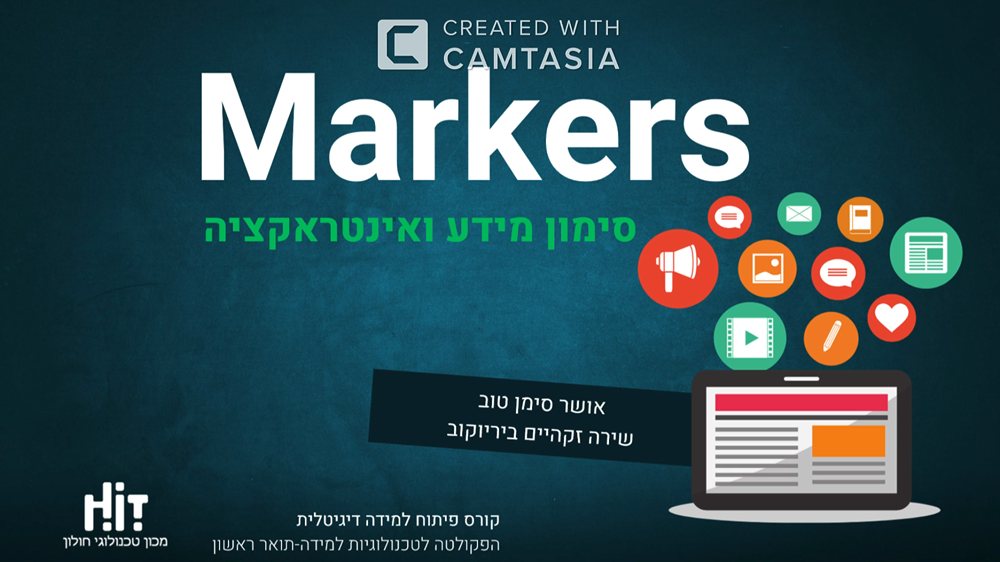 CREATED WITH
CAMTASIA
Markers
סימון מידע ואינטראקציה
אושר סימן טוב
שירה זקהיים ביריוקוב
קורס פיתוח למידה דיגיטלית
הפקולטה לטכנולוגיות למידה-תואר ראשון
HiT
מכון טכנולוגי חולון